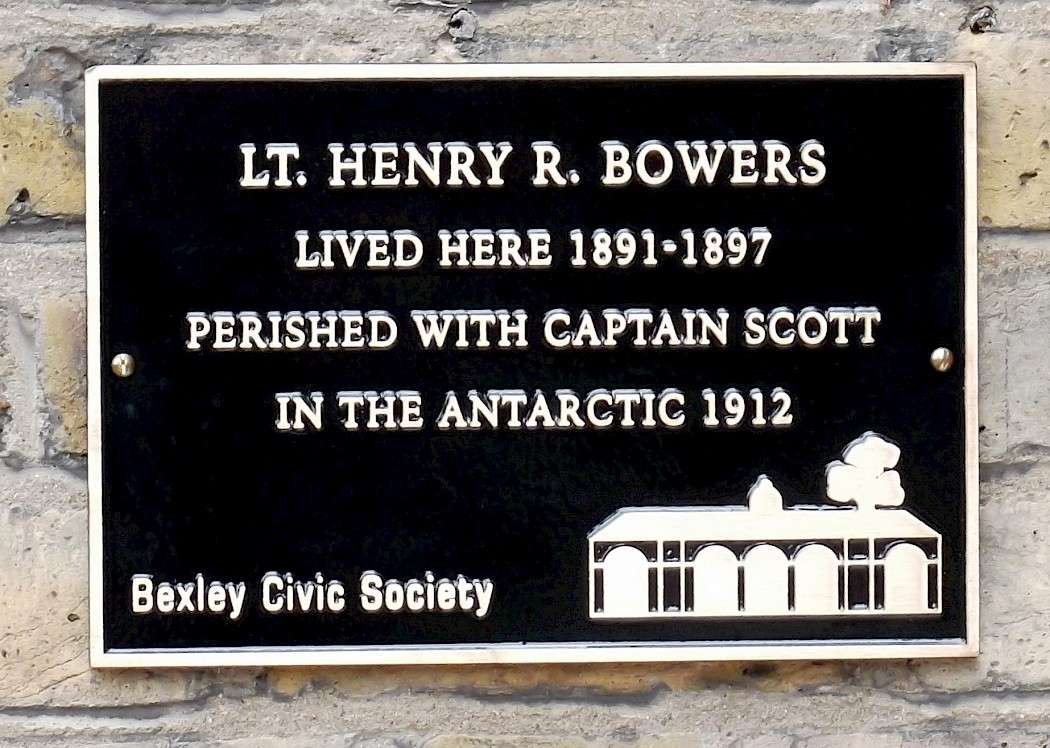 LT. HENRY R. BOWERS
LIVED HERE 1891-1897
PERISHED WITH CAPTAIN SCOTT
IN THE ANTARCTIC 1912
Bexley Civic Society